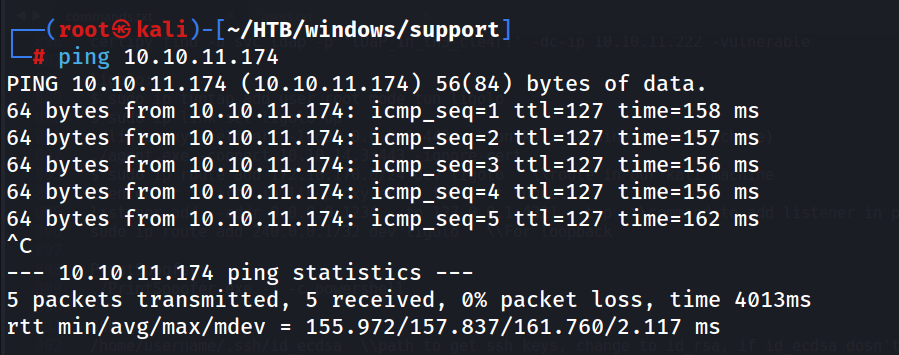 ┌──(root㉿kali)-[~/HTB/windows/support]
└─# ping 10.10.11.174
PING 10.10.11.174 (10.10.11.174) 56(84) bytes of data.
64 bytes from 10.10.11.174: icmp_seq=1 ttl=127 time=158 ms
64 bytes from 10.10.11.174: icmp_seq=2 ttl=127 time=157 ms
64 bytes from 10.10.11.174: icmp_seq=3 ttl=127 time=156 ms
64 bytes from 10.10.11.174: icmp_seq=4 ttl=127 time=156 ms
64 bytes from 10.10.11.174: icmp_seq=5 ttl=127 time=162 ms
^C
--- 10.10.11.174 ping statistics ---
5 packets transmitted, 5 received, 0% packet loss, time 4013ms
rtt min/avg/max/mdev = 155.972/157.837/161.760/2.117 ms